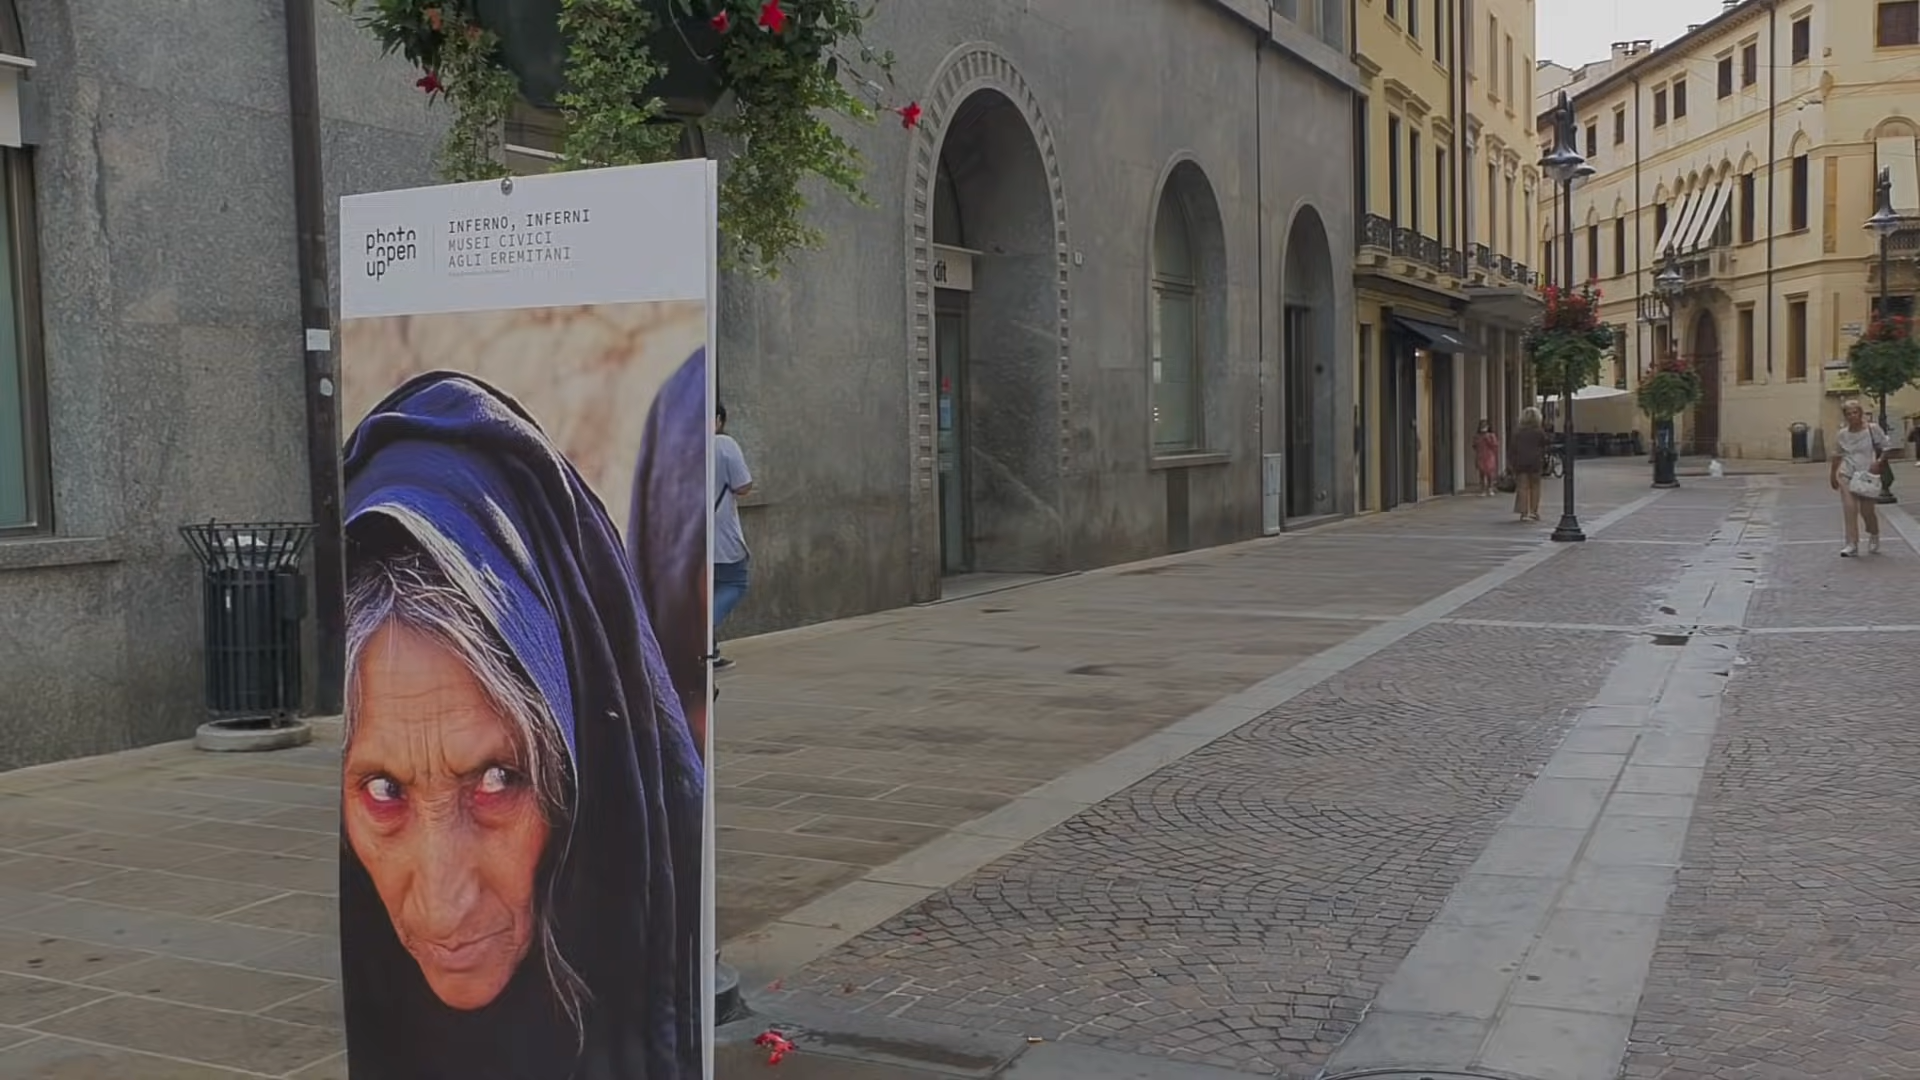 photo
open
up
INFERNO, INFERNI
MUSEI CIVICI
AGLI EREMITANI
dit